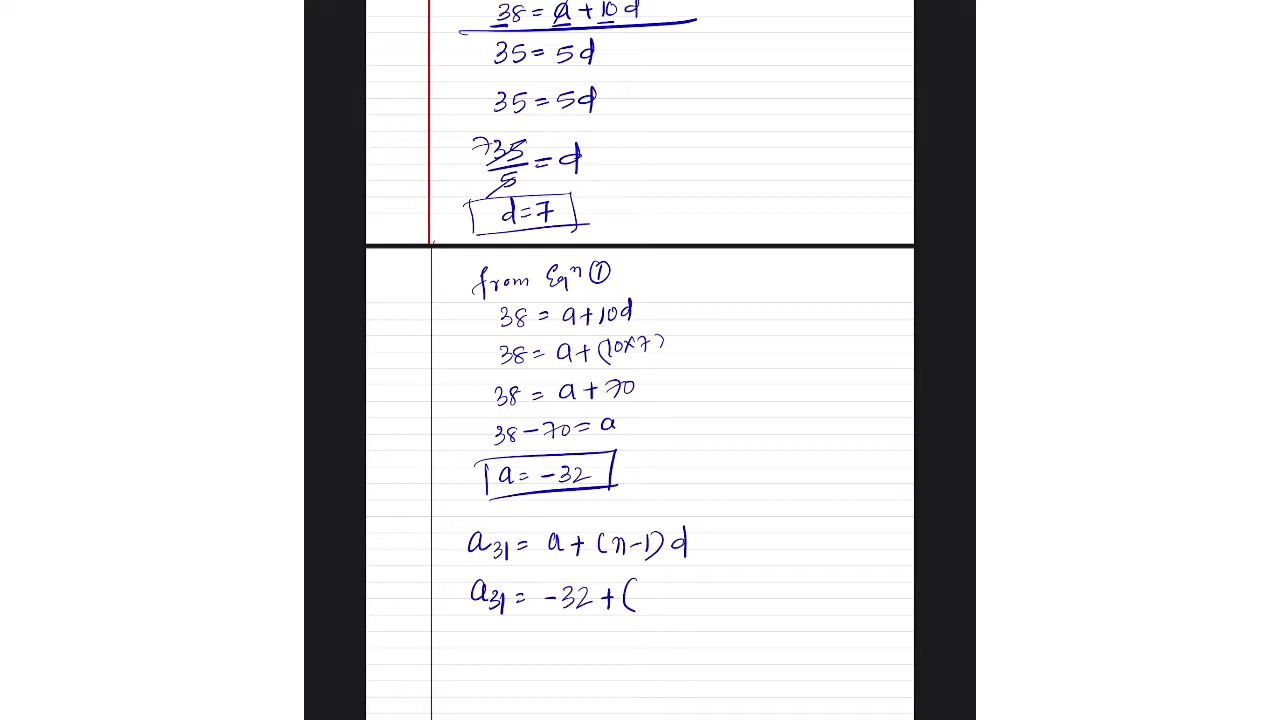 38 = a + 10d
35 = 5d
35 = 5d
7 35/5 = d
d = 7
from Eqⁿ ①
38 = a + 10d
38 = a + (10×7)
38 = a + 70
38 - 70 = a
a = -32
a₃₁ = a + (n-1)d
a₃₁ = -32 + (